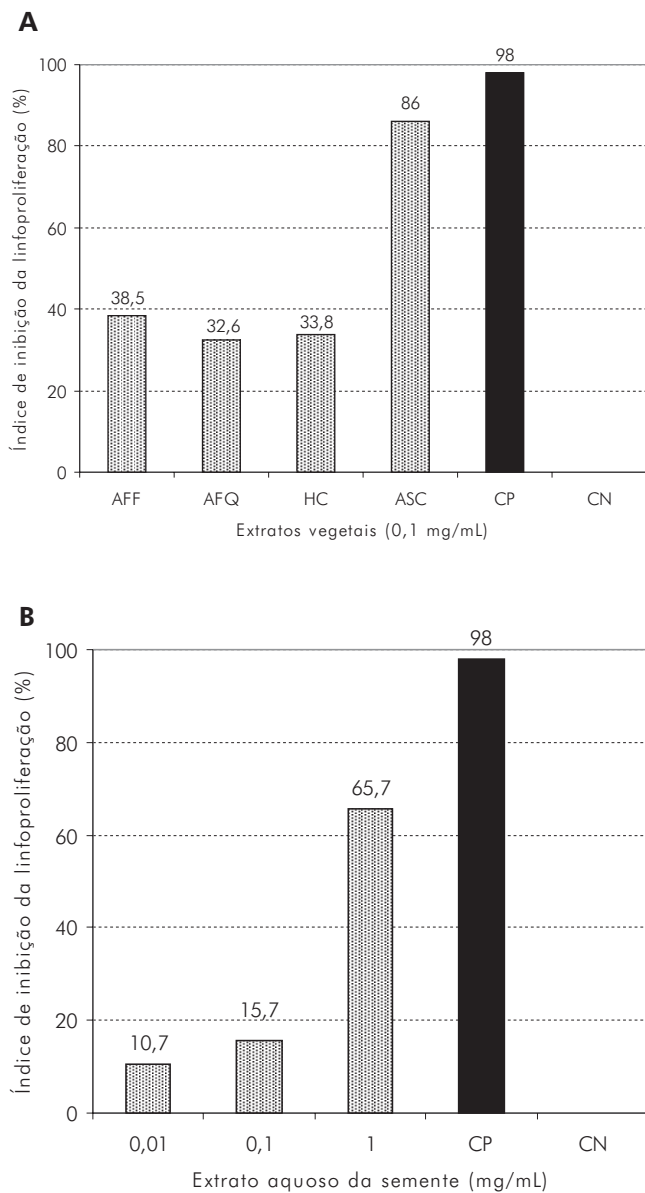 A
Índice de inibição da linfoproliferação (%)
100
80
60
40
20
0
38,5
32,6
33,8
86
98
AFF AFQ HC ASC CP CN
Extratos vegetais (0,1 mg/mL)
B
Índice de inibição da linfoproliferação (%)
100
80
60
40
20
0
10,7
15,7
65,7
98
0,01 0,1 1 CP CN
Extrato aquoso da semente (mg/mL)